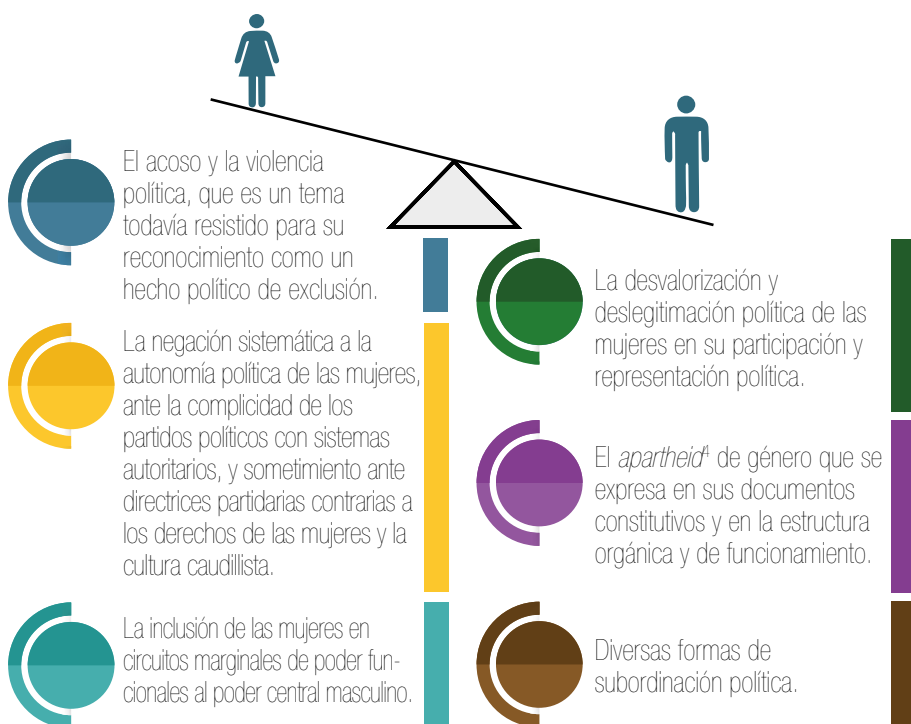 El acoso y la violencia
política, que es un tema
todavía resistido para su
reconocimiento como un
hecho político de exclusión.
La negación sistemática a la
autonomía política de las mujeres,
ante la complicidad de los
partidos políticos con sistemas
autoritarios, y sometimiento ante
directrices partidarias contrarias a
los derechos de las mujeres y la
cultura caudillista.
La inclusión de las mujeres en
circuitos marginales de poder fun-
cionales al poder central masculino.
La desvalorización y
deslegitimación política de las
mujeres en su participación y
representación política.
El apartheid⁴ de género que se
expresa en sus documentos
constitutivos y en la estructura
orgánica y de funcionamiento.
Diversas formas de
subordinación política.